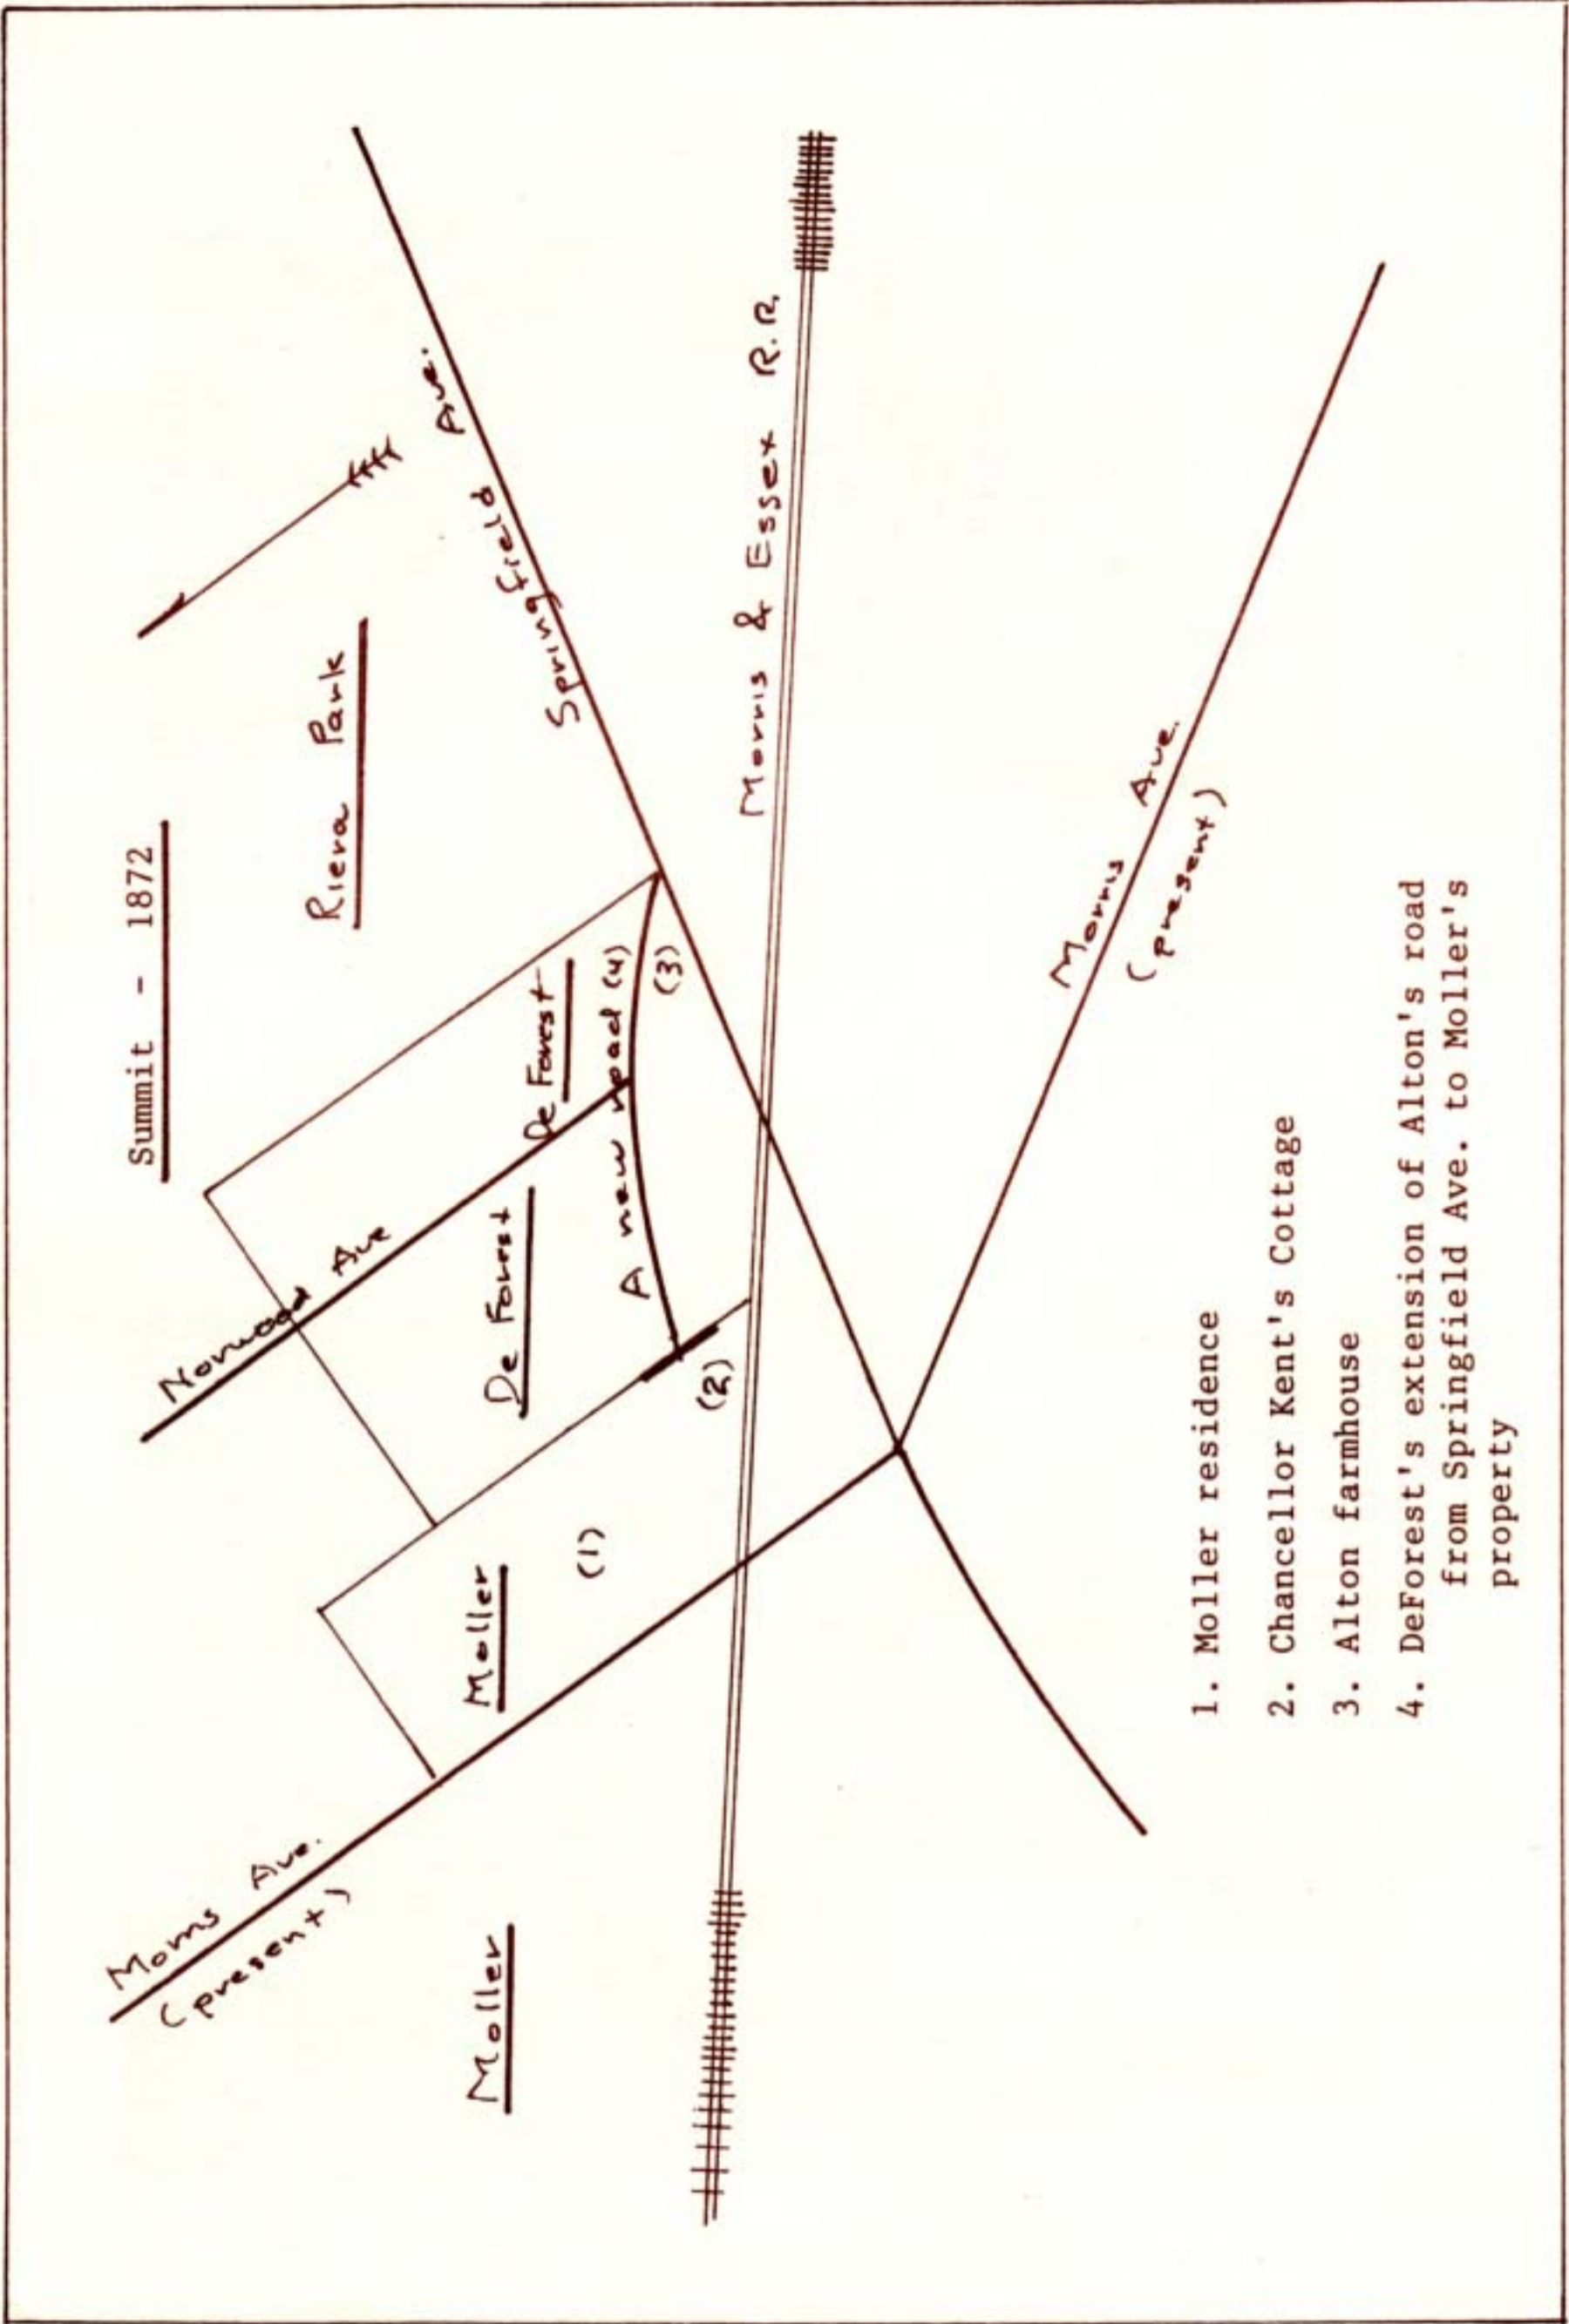 Summit - 1872
Morris Ave.
(present)
Norwood Ave
Riera Park
Springfield Ave.
Moller
Moller
(1)
De Forest
De Forest
A new road (4)
(3)
(2)
Morris & Essex R.R.
Morris Ave.
(present)
1. Moller residence
2. Chancellor Kent's Cottage
3. Alton farmhouse
4. DeForest's extension of Alton's road
from Springfield Ave. to Moller's
property